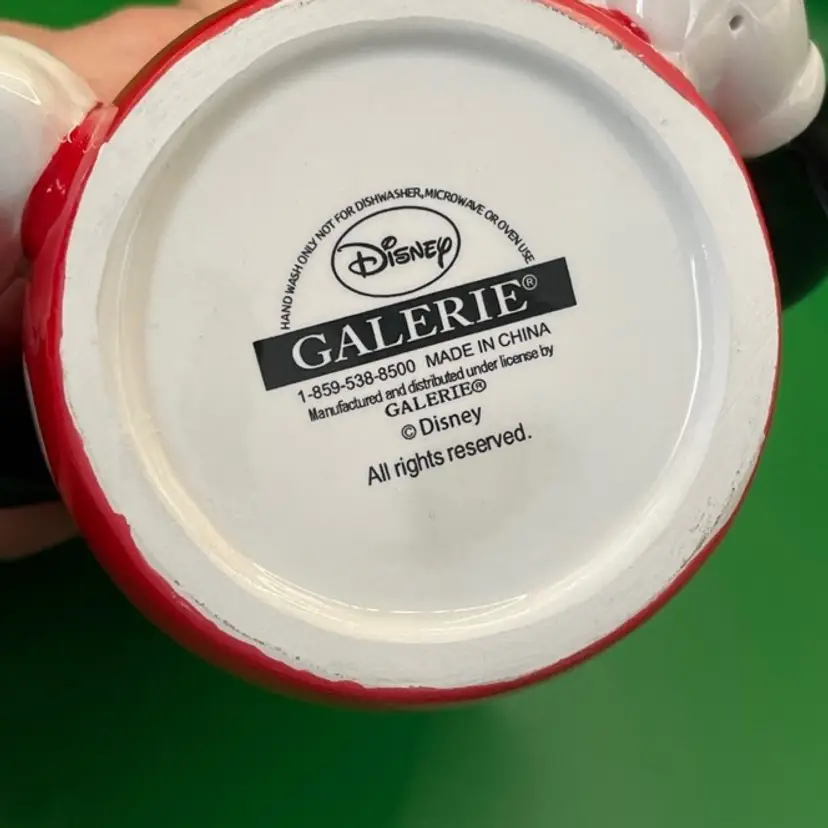 HAND WASH ONLY NOT FOR DISHWASHER, MICROWAVE OR OVEN USE
Disney
GALERIE®
1-859-538-8500 MADE IN CHINA
Manufactured and distributed under license by
GALERIE®
© Disney
All rights reserved.